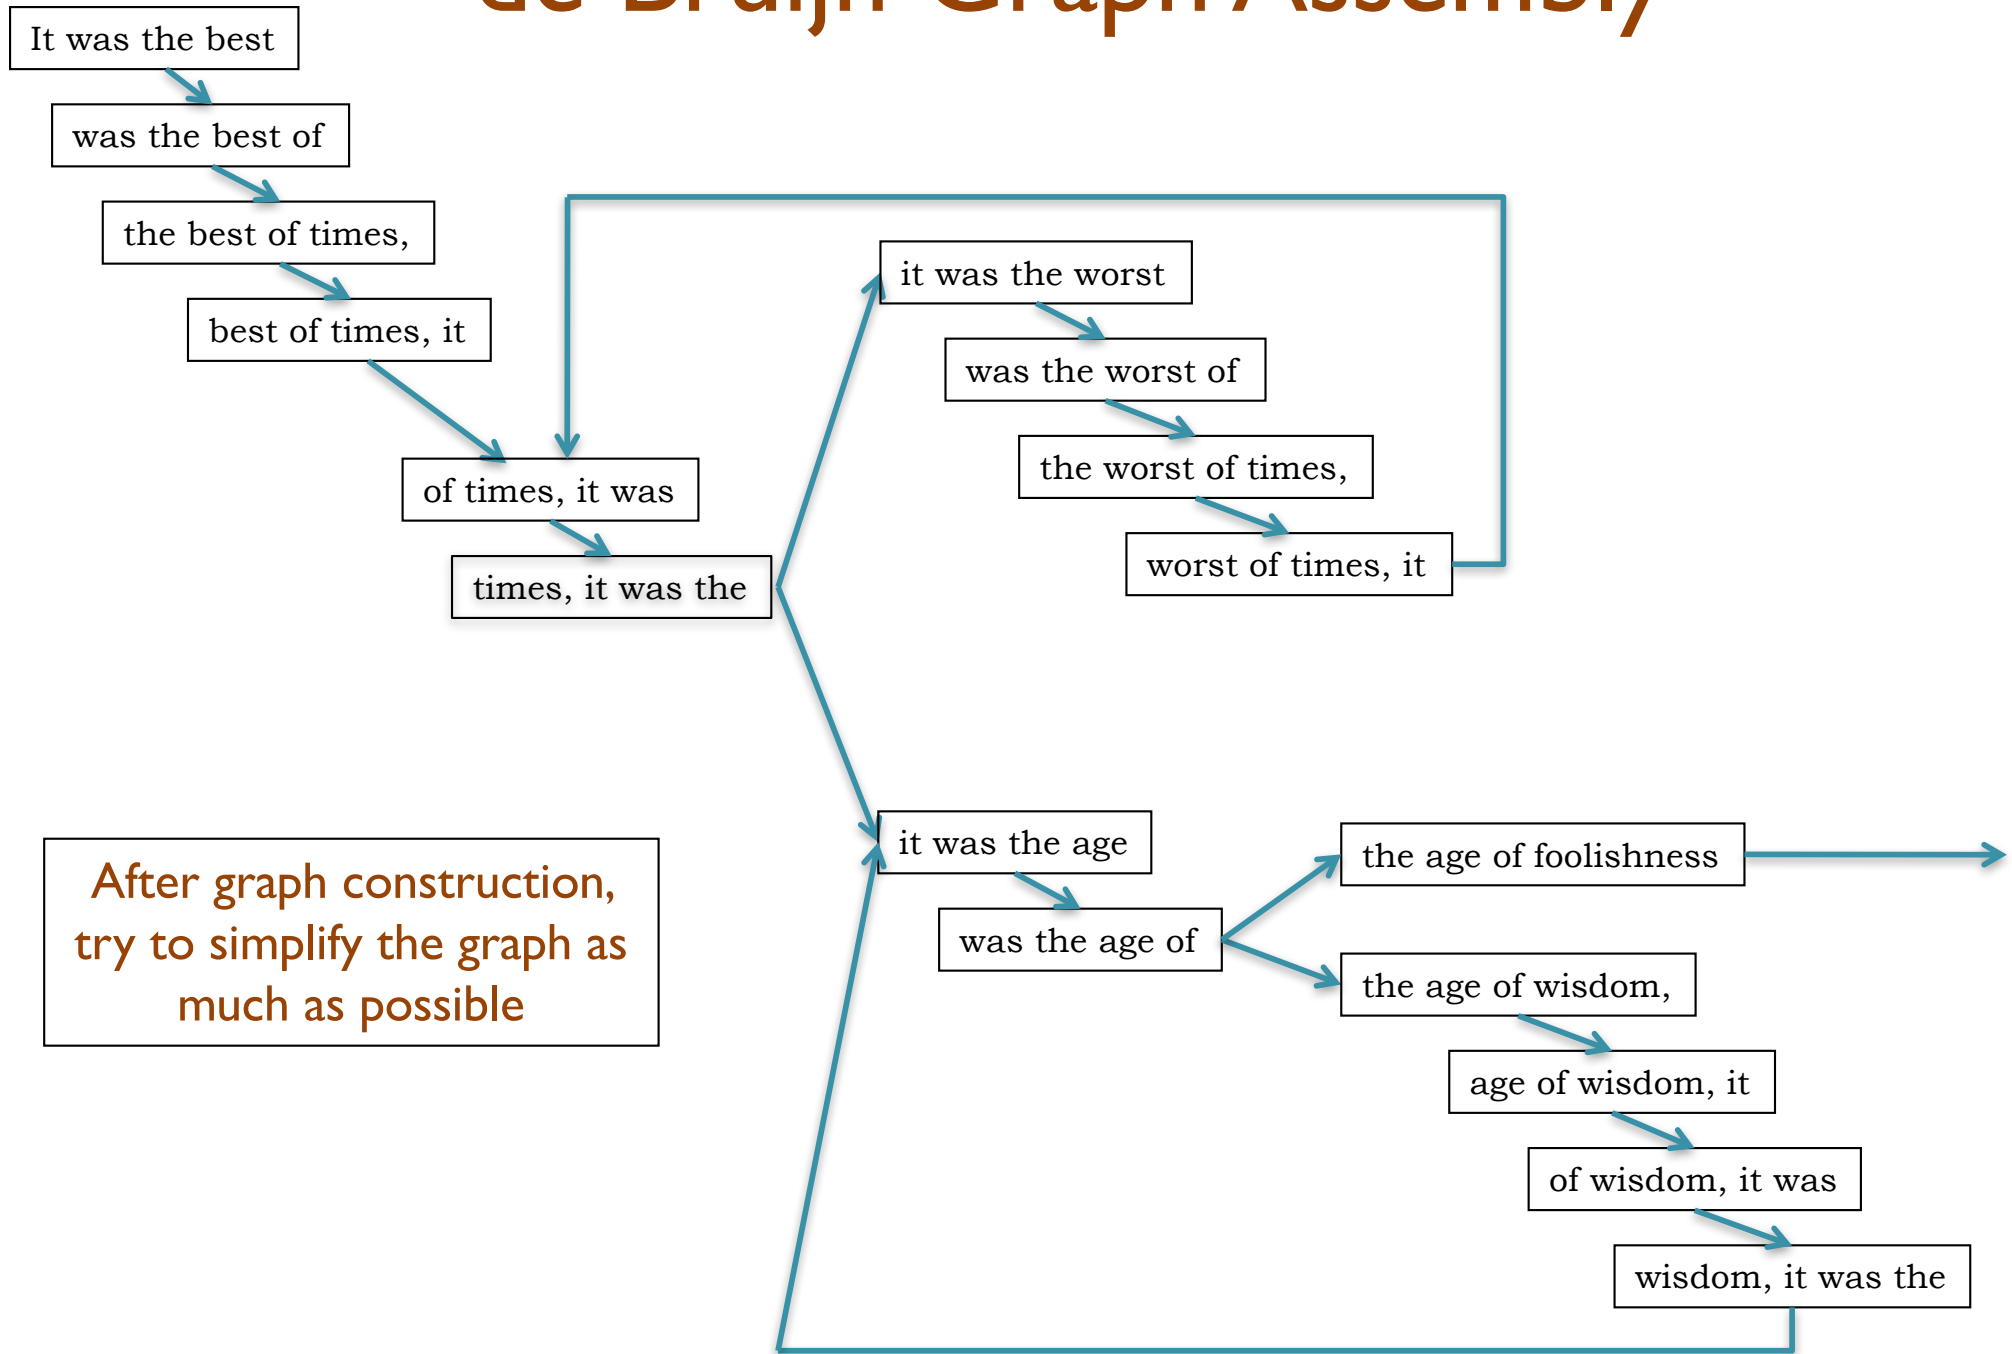 de Bruijn Graph Assembly
It was the best
was the best of
the best of times,
best of times, it
of times, it was
times, it was the
it was the worst
was the worst of
the worst of times,
worst of times, it
it was the age
was the age of
the age of foolishness
the age of wisdom,
age of wisdom, it
of wisdom, it was
wisdom, it was the
After graph construction,
try to simplify the graph as
much as possible